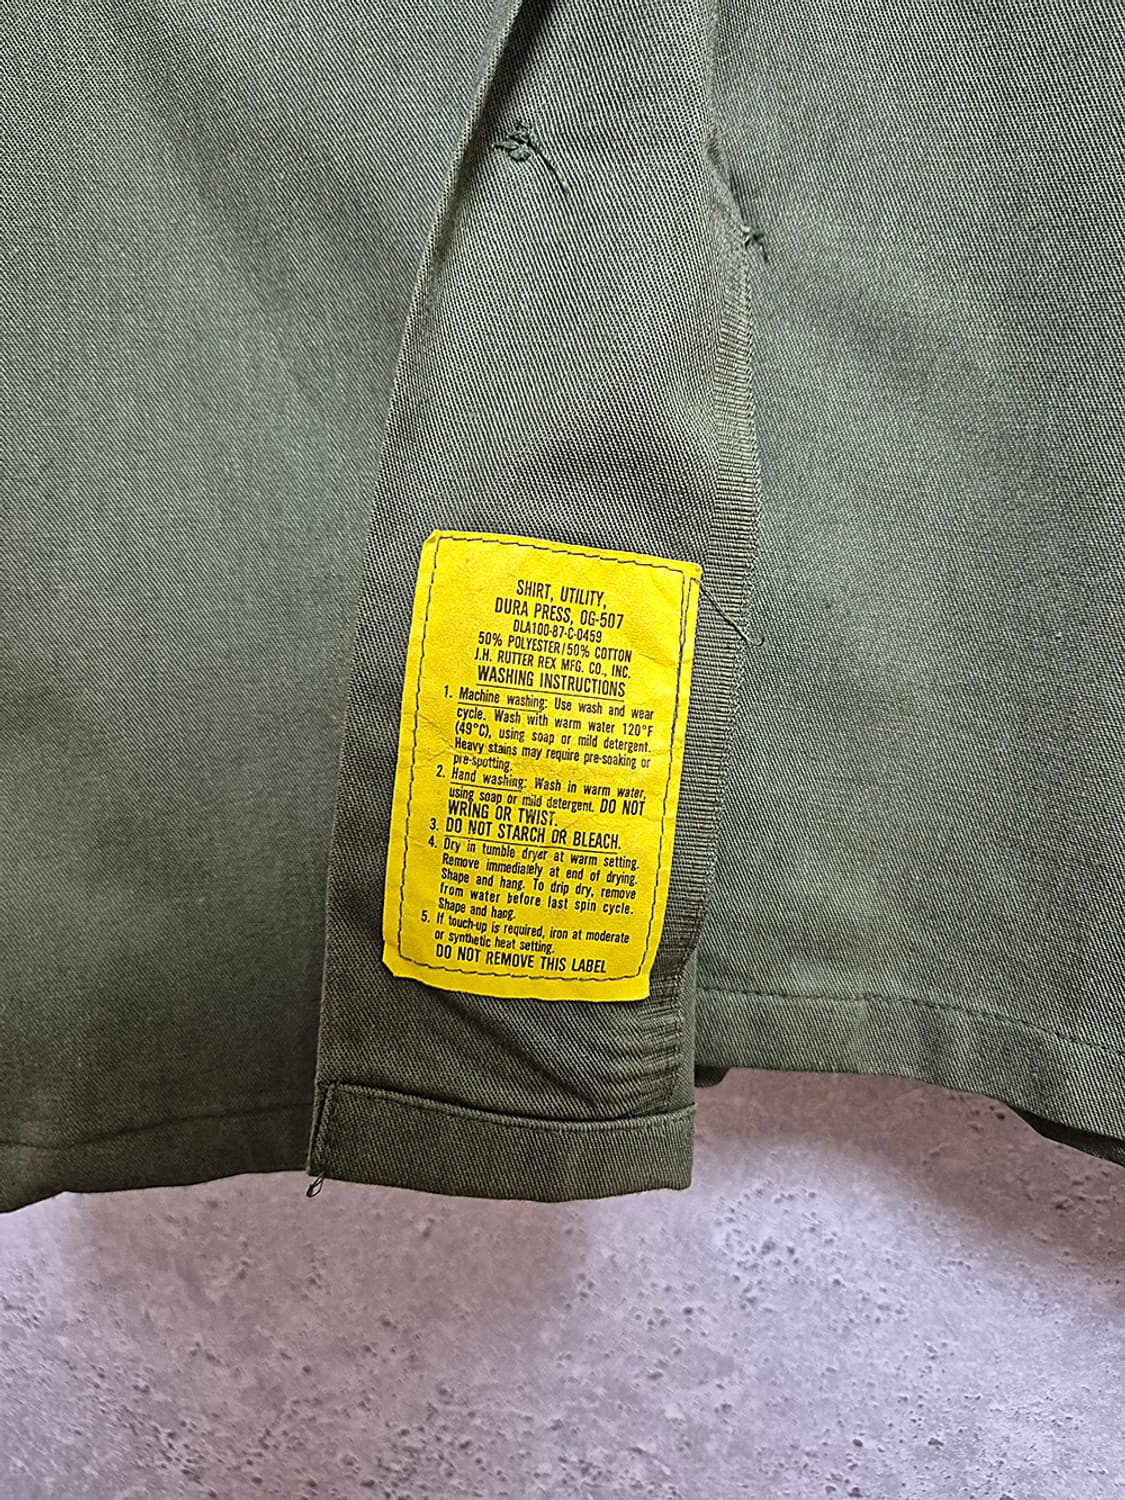 SHIRT, UTILITY,
DURA PRESS, OG-507
DLA100-87-C-0459
50% POLYESTER/50% COTTON
J.H. RUTTER REX MFG. CO., INC.
WASHING INSTRUCTIONS
1. Machine washing: Use wash and wear
cycle. Wash with warm water 120°F
(49°C), using soap or mild detergent.
Heavy stains may require pre-soaking or
pre-spotting.
2. Hand washing: Wash in warm water,
using soap or mild detergent. DO NOT
WRING OR TWIST.
3. DO NOT STARCH OR BLEACH.
4. Dry in tumble dryer at warm setting.
Remove immediately at end of drying.
Shape and hang. To drip dry, remove
from water before last spin cycle.
Shape and hang.
5. If touch-up is required, iron at moderate
or synthetic heat setting.
DO NOT REMOVE THIS LABEL